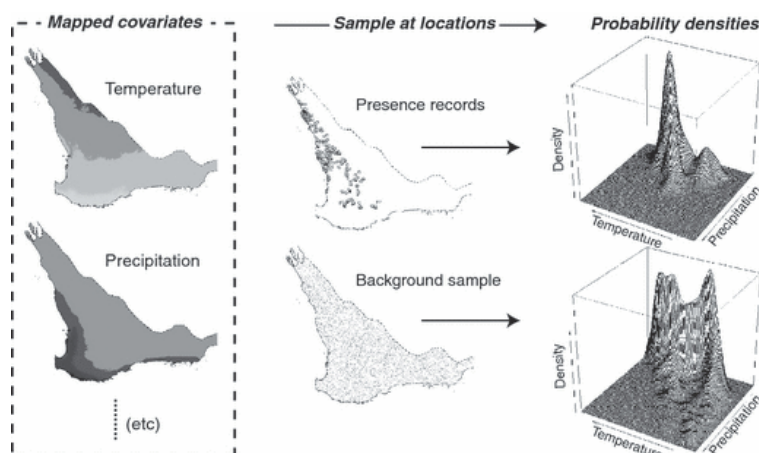 Mapped covariates
Sample at locations
Probability densities
Temperature
Presence records
Density
Temperature
Precipitation
Precipitation
Background sample
Density
Temperature
Precipitation
(etc)